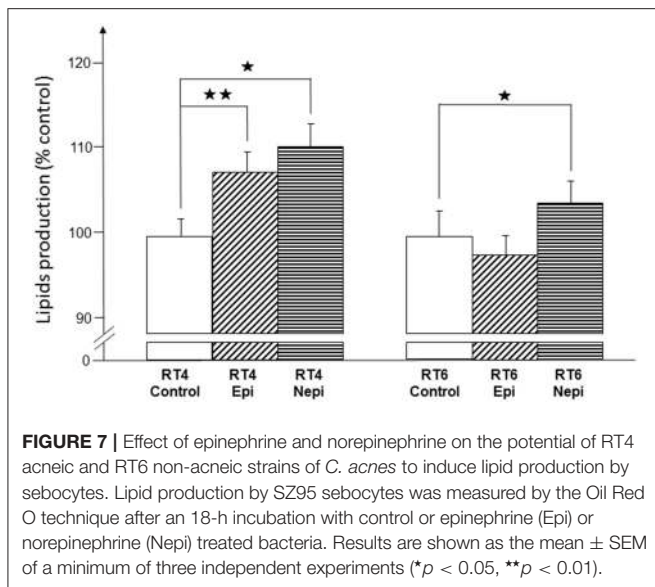 Lipids production (% control)
120
110
100
90
0
★
★★
★
RT4 Control
RT4 Epi
RT4 Nepi
RT6 Control
RT6 Epi
RT6 Nepi
FIGURE 7 | Effect of epinephrine and norepinephrine on the potential of RT4
acneic and RT6 non-acneic strains of C. acnes to induce lipid production by
sebocytes. Lipid production by SZ95 sebocytes was measured by the Oil Red
O technique after an 18-h incubation with control or epinephrine (Epi) or
norepinephrine (Nepi) treated bacteria. Results are shown as the mean ± SEM
of a minimum of three independent experiments (★p < 0.05, ★★p < 0.01).